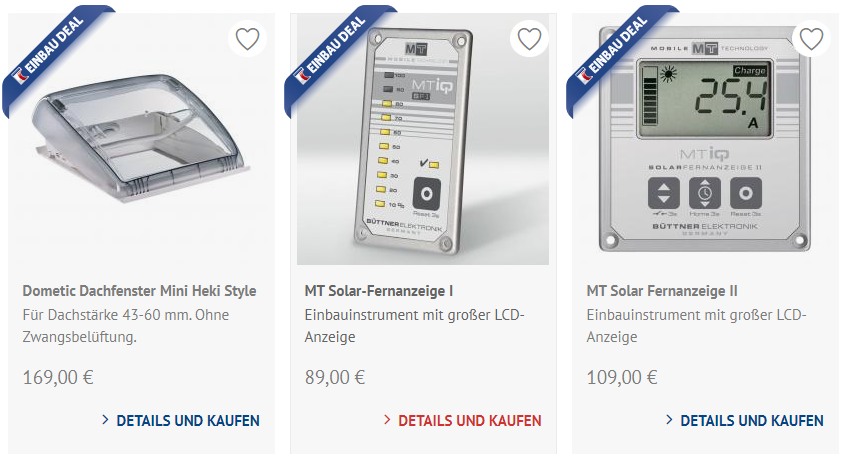 EINBAU DEAL
Dometic Dachfenster Mini Heki Style
Für Dachstärke 43-60 mm. Ohne
Zwangsbelüftung.
169,00 €
DETAILS UND KAUFEN
EINBAU DEAL
MOBILE MT TECHNOLOGY
MTiQ
100
90
80
70
60
50
40
30
20
10 %
Reset 3s
BÜTTNER ELEKTRONIK
GERMANY
MT Solar-Fernanzeige I
Einbauinstrument mit großer LCD-
Anzeige
89,00 €
DETAILS UND KAUFEN
EINBAU DEAL
MOBILE MT TECHNOLOGY
Charge
25.4
A
MTiQ
SOLARFERNANZEIGE II
3s Home 3s Reset 3s
BÜTTNER ELEKTRONIK
GERMANY
MT Solar Fernanzeige II
Einbauinstrument mit großer LCD-
Anzeige
109,00 €
DETAILS UND KAUFEN